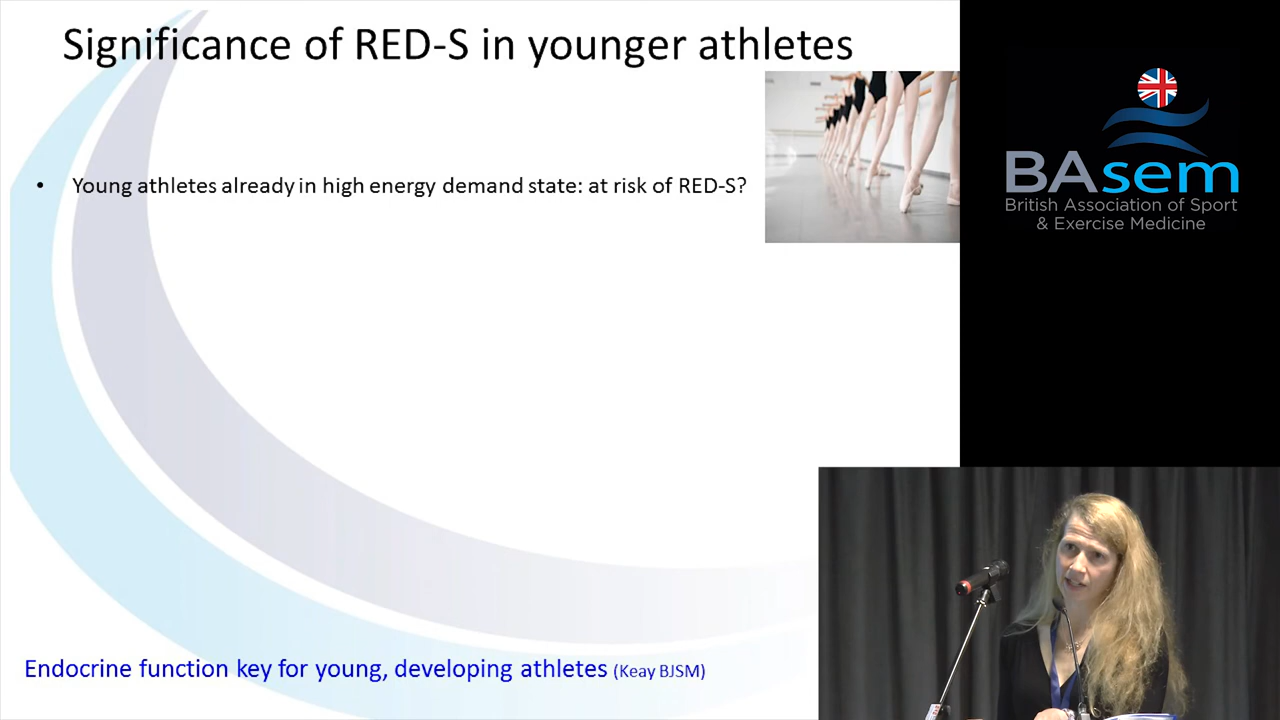 Significance of RED-S in younger athletes
• Young athletes already in high energy demand state: at risk of RED-S?
Endocrine function key for young, developing athletes (Keay BJSM)
BAsem
British Association of Sport
& Exercise Medicine